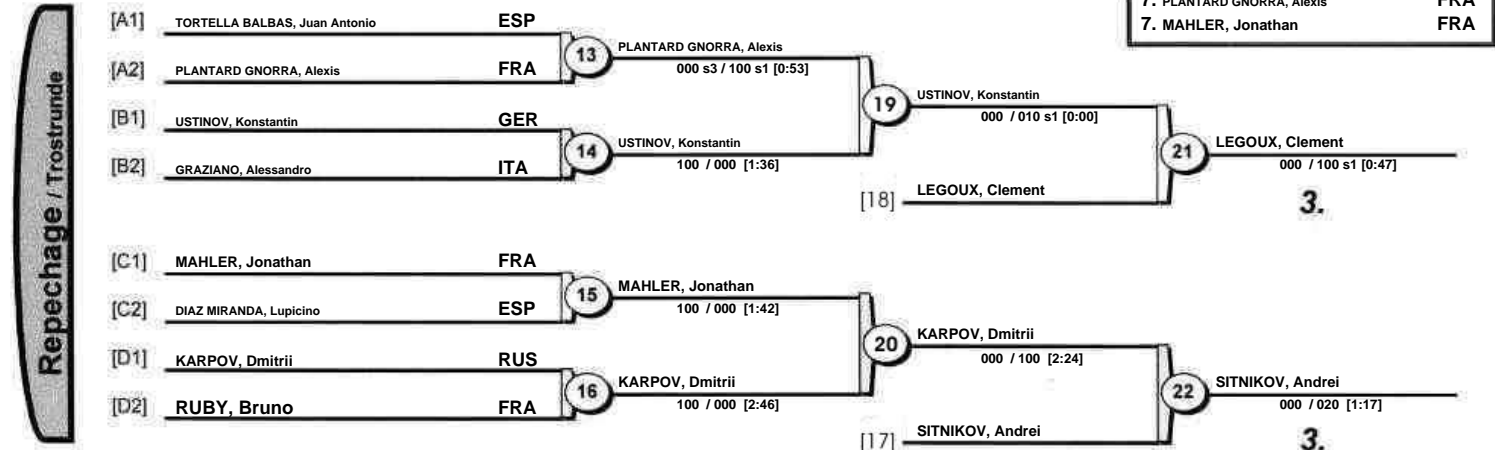 7. PLANTARD GNORRA, Alexis FRA
7. MAHLER, Jonathan FRA
Repechage / Trostrunde
[A1] TORTELLA BALBAS, Juan Antonio ESP
[A2] PLANTARD GNORRA, Alexis FRA
13 PLANTARD GNORRA, Alexis
000 s3 / 100 s1 [0:53]
[B1] USTINOV, Konstantin GER
[B2] GRAZIANO, Alessandro ITA
14 USTINOV, Konstantin
100 / 000 [1:36]
19 USTINOV, Konstantin
000 / 010 s1 [0:00]
[18] LEGOUX, Clement
21 LEGOUX, Clement
000 / 100 s1 [0:47]
3.
[C1] MAHLER, Jonathan FRA
[C2] DIAZ MIRANDA, Lupicino ESP
15 MAHLER, Jonathan
100 / 000 [1:42]
[D1] KARPOV, Dmitrii RUS
[D2] RUBY, Bruno FRA
16 KARPOV, Dmitrii
100 / 000 [2:46]
20 KARPOV, Dmitrii
000 / 100 [2:24]
[17] SITNIKOV, Andrei
22 SITNIKOV, Andrei
000 / 020 [1:17]
3.